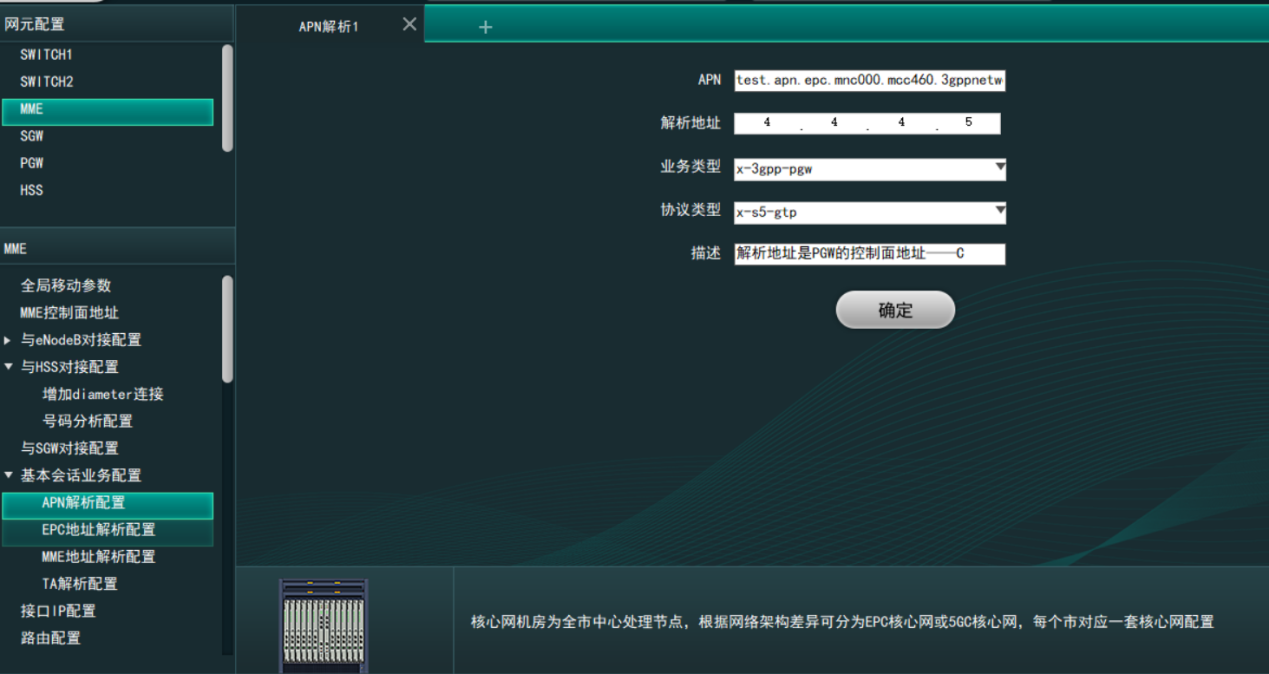 网元配置
SWITCH1
SWITCH2
MME
SGW
PGW
HSS
MME
全局移动参数
MME控制面地址
与eNodeB对接配置
与HSS对接配置
增加diameter连接
号码分析配置
与SGW对接配置
基本会话业务配置
APN解析配置
EPC地址解析配置
MME地址解析配置
TA解析配置
接口IP配置
路由配置
APN解析1 × +
APN test.apn.epc.mnc000.mcc460.3gppnetw
解析地址 4 . 4 . 4 . 5
业务类型 x-3gpp-pgw
协议类型 x-s5-gtp
描述 解析地址是PGW的控制面地址——C
确定
核心网机房为全市中心处理节点，根据网络架构差异可分为EPC核心网或5GC核心网，每个市对应一套核心网配置